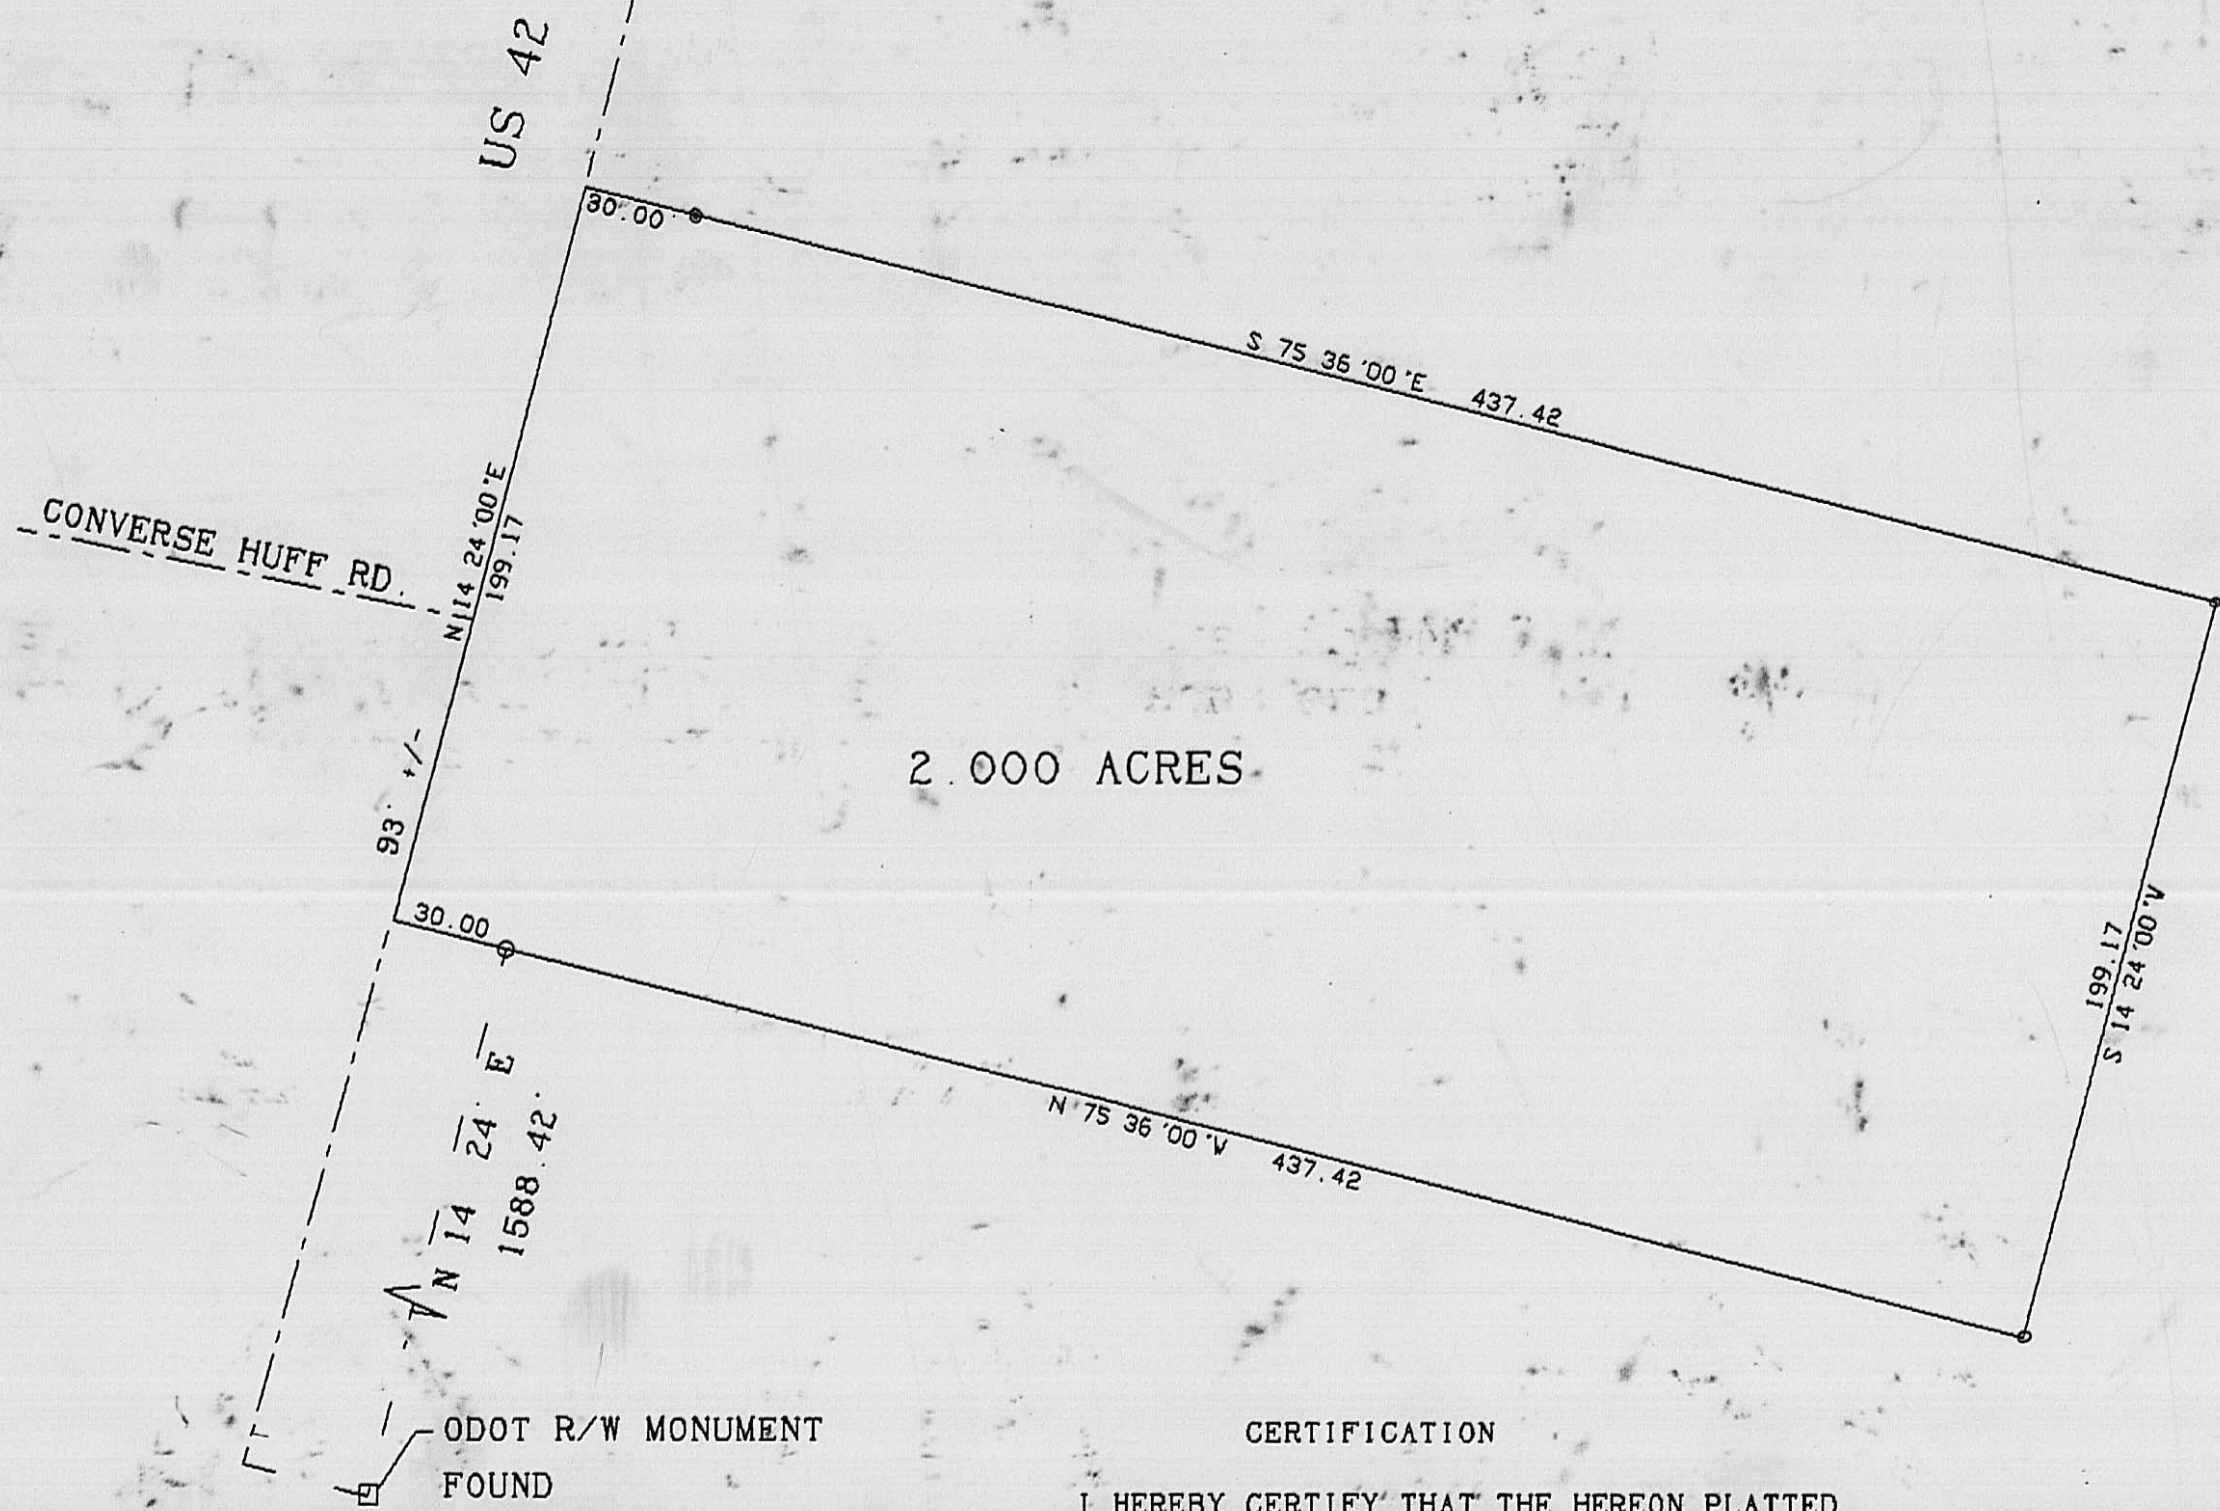 US 42
30.00'
S 75 36 '00 'E 437.42
CONVERSE HUFF RD.
N 14 24 '00 'E
199.17
93' +/-
2.000 ACRES
30.00
199.17
S 14 24 '00 'W
N 75 36 '00 'W 437.42
N 14 24' E
1588.42'
ODOT R/W MONUMENT
FOUND
CERTIFICATION
I HEREBY CERTIFY THAT THE HEREON PLATTED